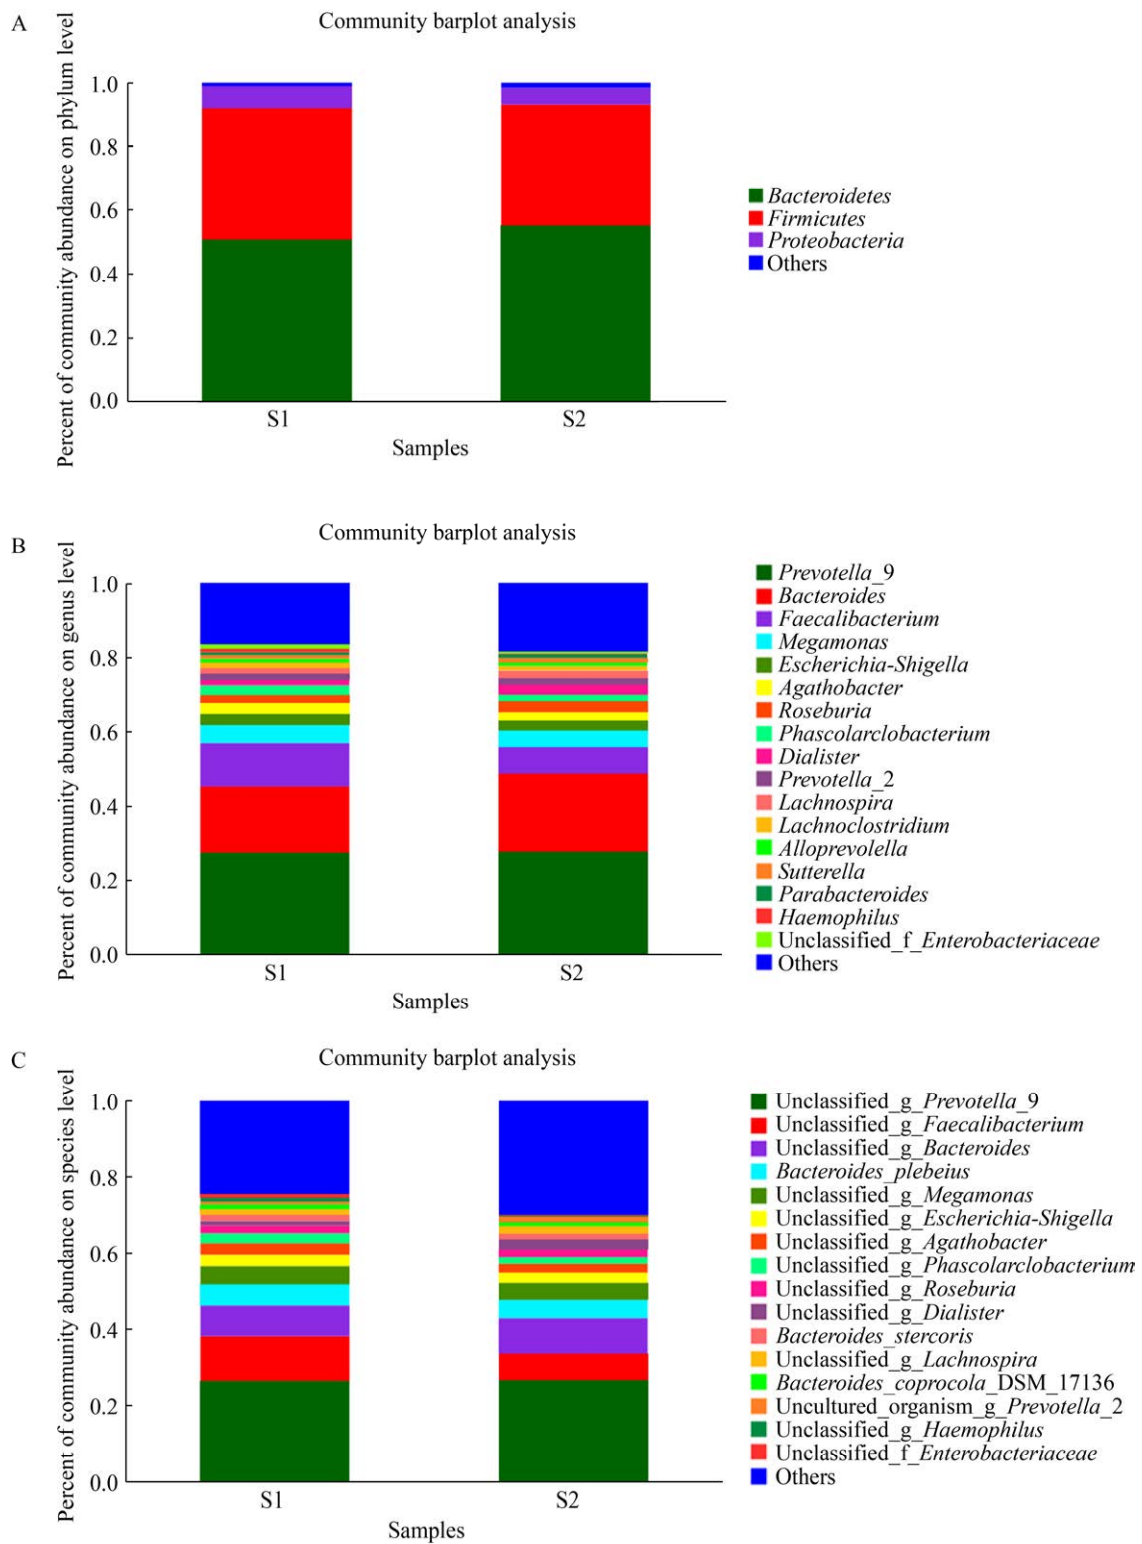 A
Community barplot analysis
Percent of community abundance on phylum level
1.0
0.8
0.6
0.4
0.2
0.0
S1
S2
Samples
Bacteroidetes
Firmicutes
Proteobacteria
Others
B
Community barplot analysis
Percent of community abundance on genus level
1.0
0.8
0.6
0.4
0.2
0.0
S1
S2
Samples
Prevotella_9
Bacteroides
Faecalibacterium
Megamonas
Escherichia-Shigella
Agathobacter
Roseburia
Phascolarclobacterium
Dialister
Prevotella_2
Lachnospira
Lachnoclostridium
Alloprevolella
Sutterella
Parabacteroides
Haemophilus
Unclassified_f_Enterobacteriaceae
Others
C
Community barplot analysis
Percent of community abundance on species level
1.0
0.8
0.6
0.4
0.2
0.0
S1
S2
Samples
Unclassified_g_Prevotella_9
Unclassified_g_Faecalibacterium
Unclassified_g_Bacteroides
Bacteroides_plebeius
Unclassified_g_Megamonas
Unclassified_g_Escherichia-Shigella
Unclassified_g_Agathobacter
Unclassified_g_Phascolarclobacterium
Unclassified_g_Roseburia
Unclassified_g_Dialister
Bacteroides_stercoris
Unclassified_g_Lachnospira
Bacteroides_coprocola_DSM_17136
Uncultured_organism_g_Prevotella_2
Unclassified_g_Haemophilus
Unclassified_f_Enterobacteriaceae
Others